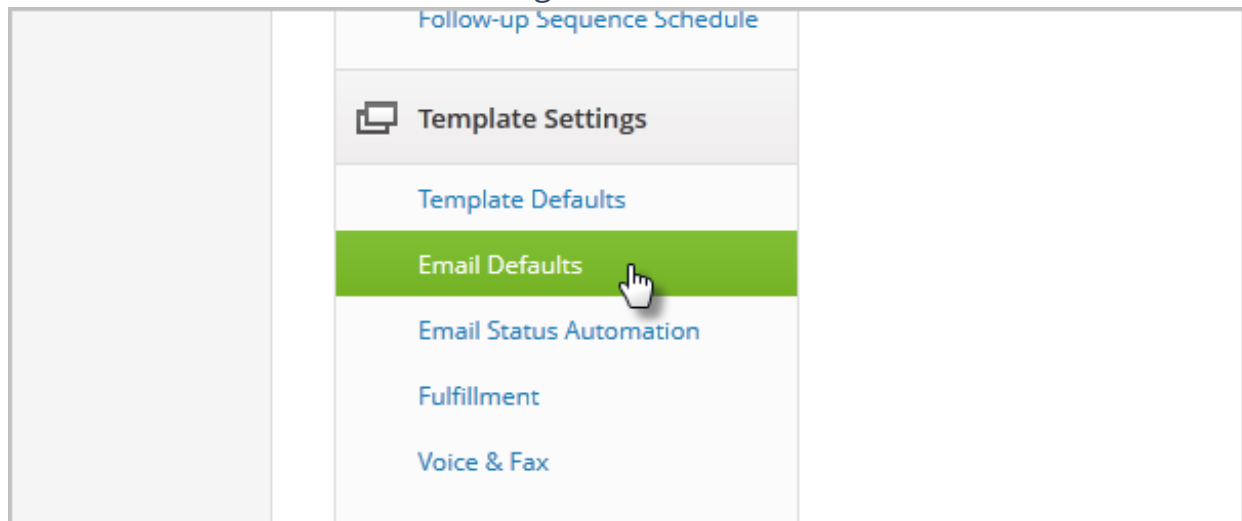 Follow-up Sequence Schedule
Template Settings
Template Defaults
Email Defaults
Email Status Automation
Fulfillment
Voice & Fax